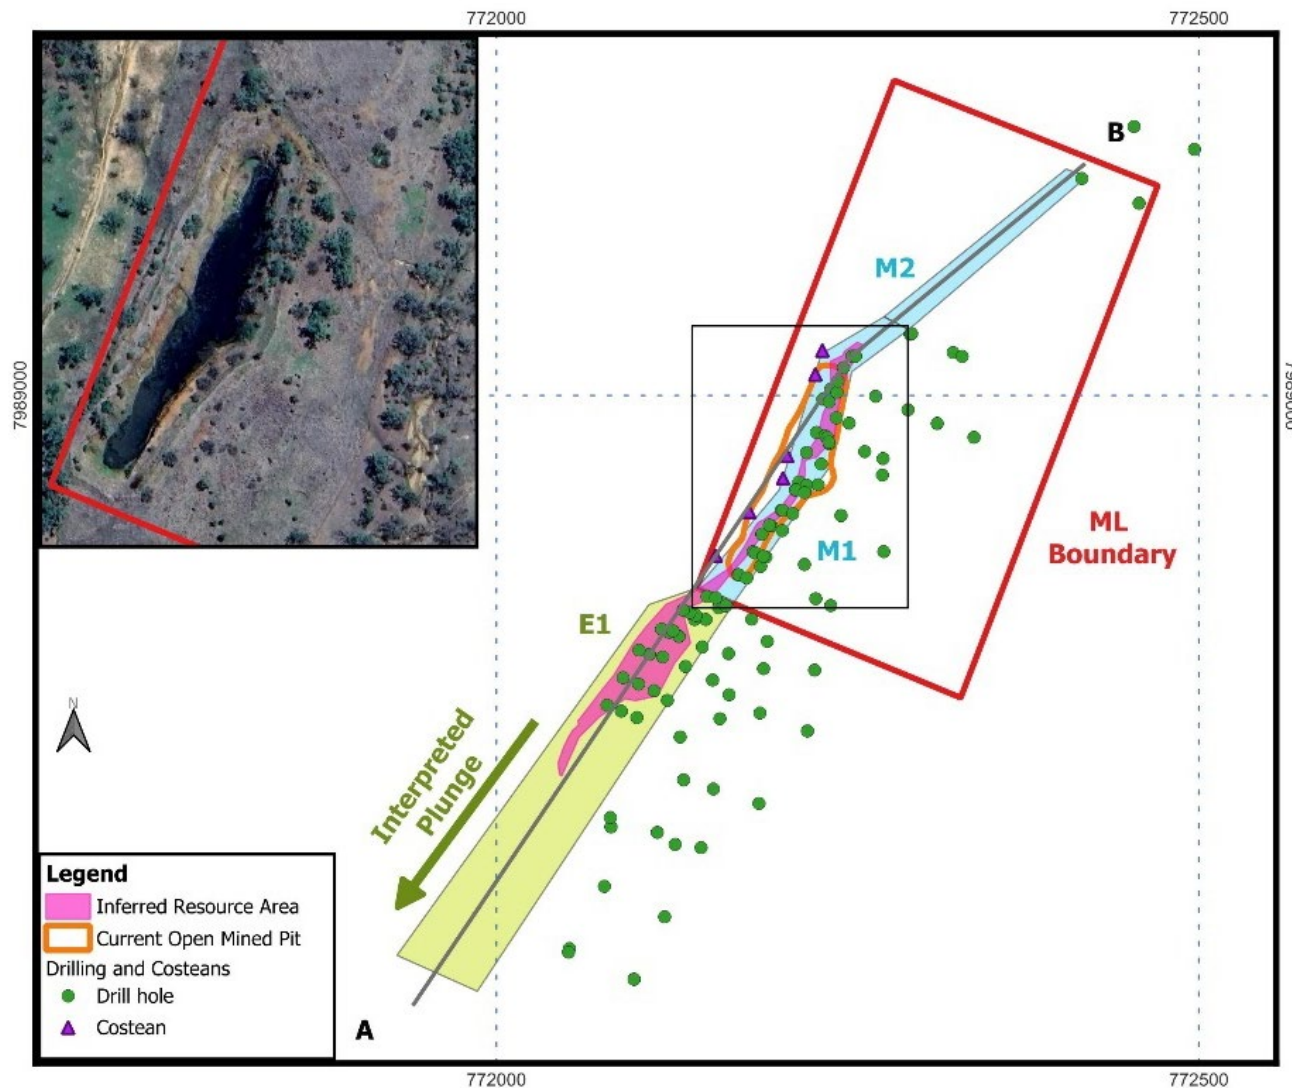 772000
772500
B
M2
7989000
7989000
M1
ML
Boundary
E1
N
Interpreted
Plunge
Legend
Inferred Resource Area
Current Open Mined Pit
Drilling and Costeans
Drill hole
Costean
A
772000
772500